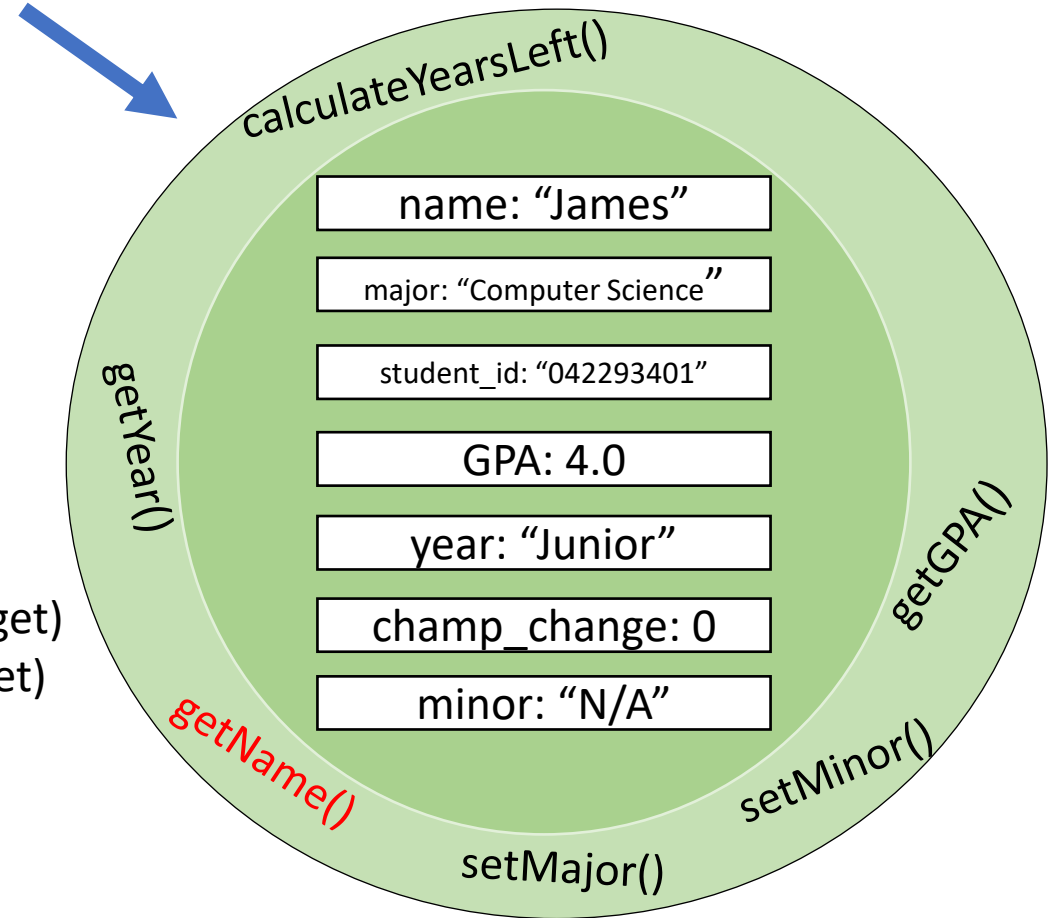 calculateYearsLeft()
name: “James”
major: “Computer Science”
student_id: “042293401”
getYear()
GPA: 4.0
year: “Junior”
getGPA()
get)
champ_change: 0
et)
minor: “N/A”
getName()
setMinor()
setMajor()